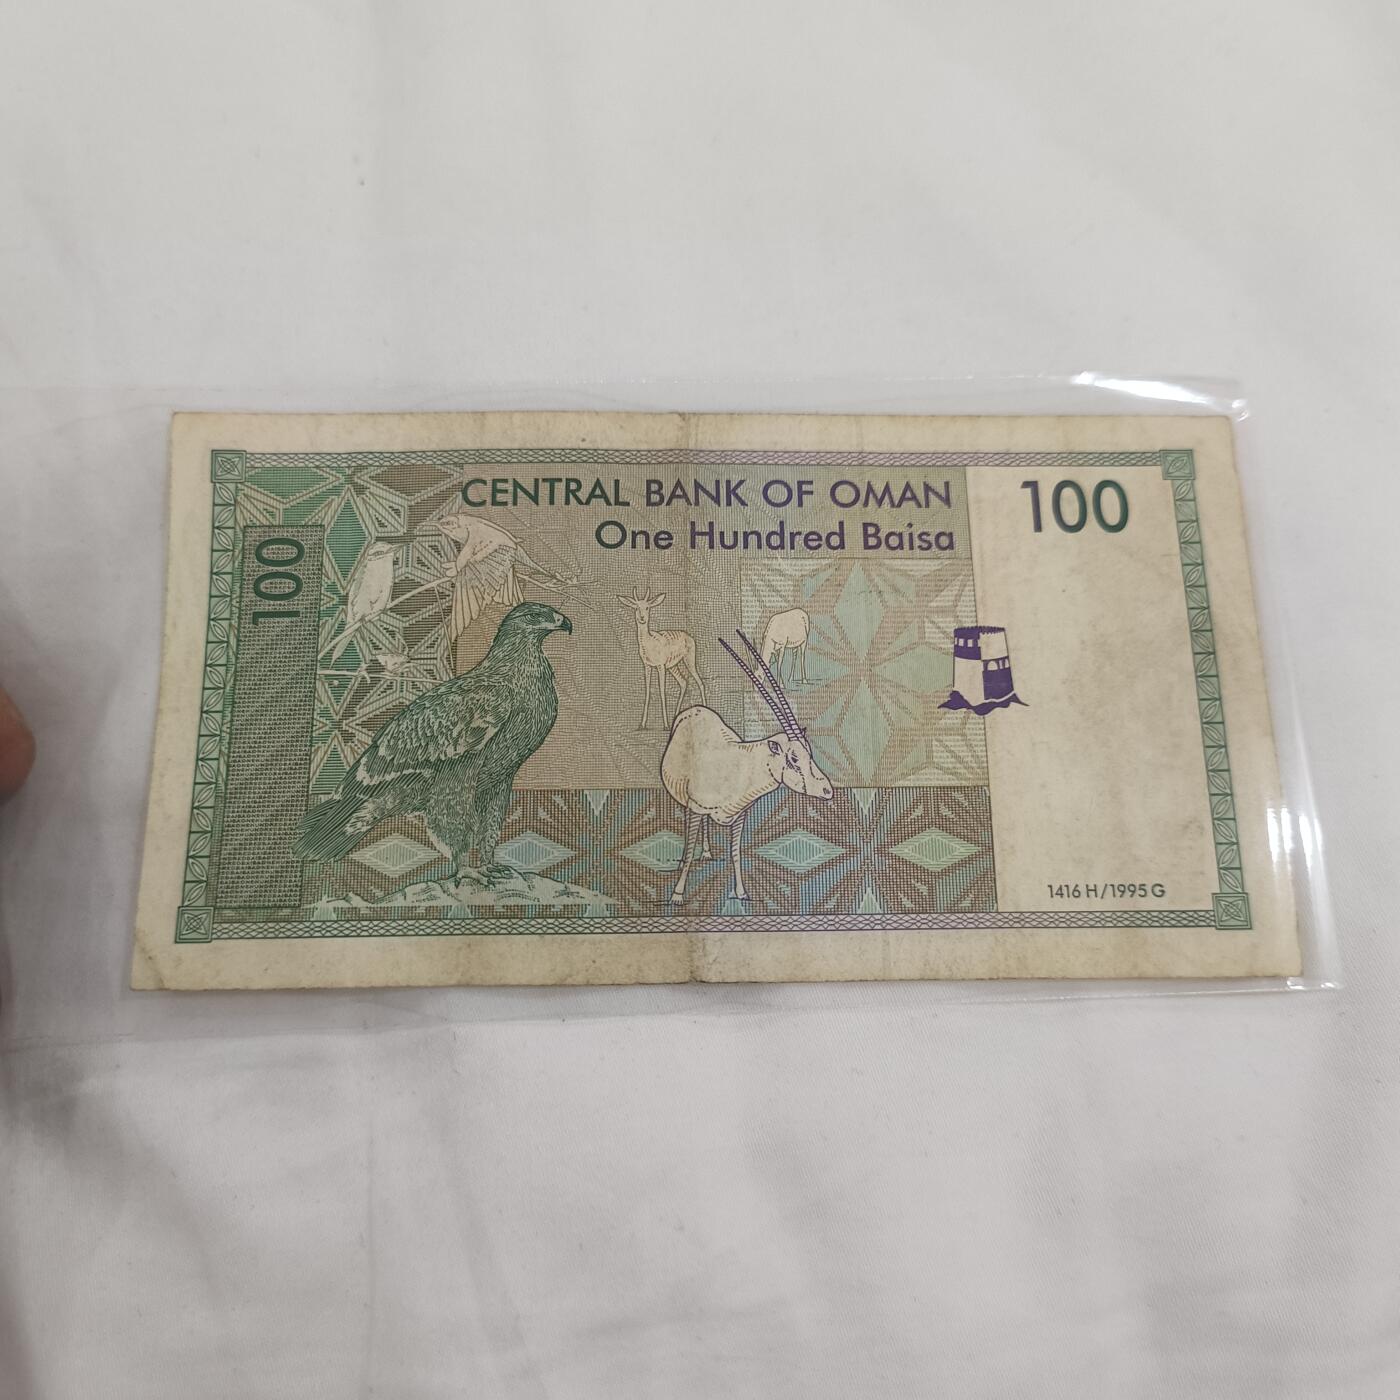 CENTRAL BANK OF OMAN
One Hundred Baisa
100
100
1416 H/1995 G